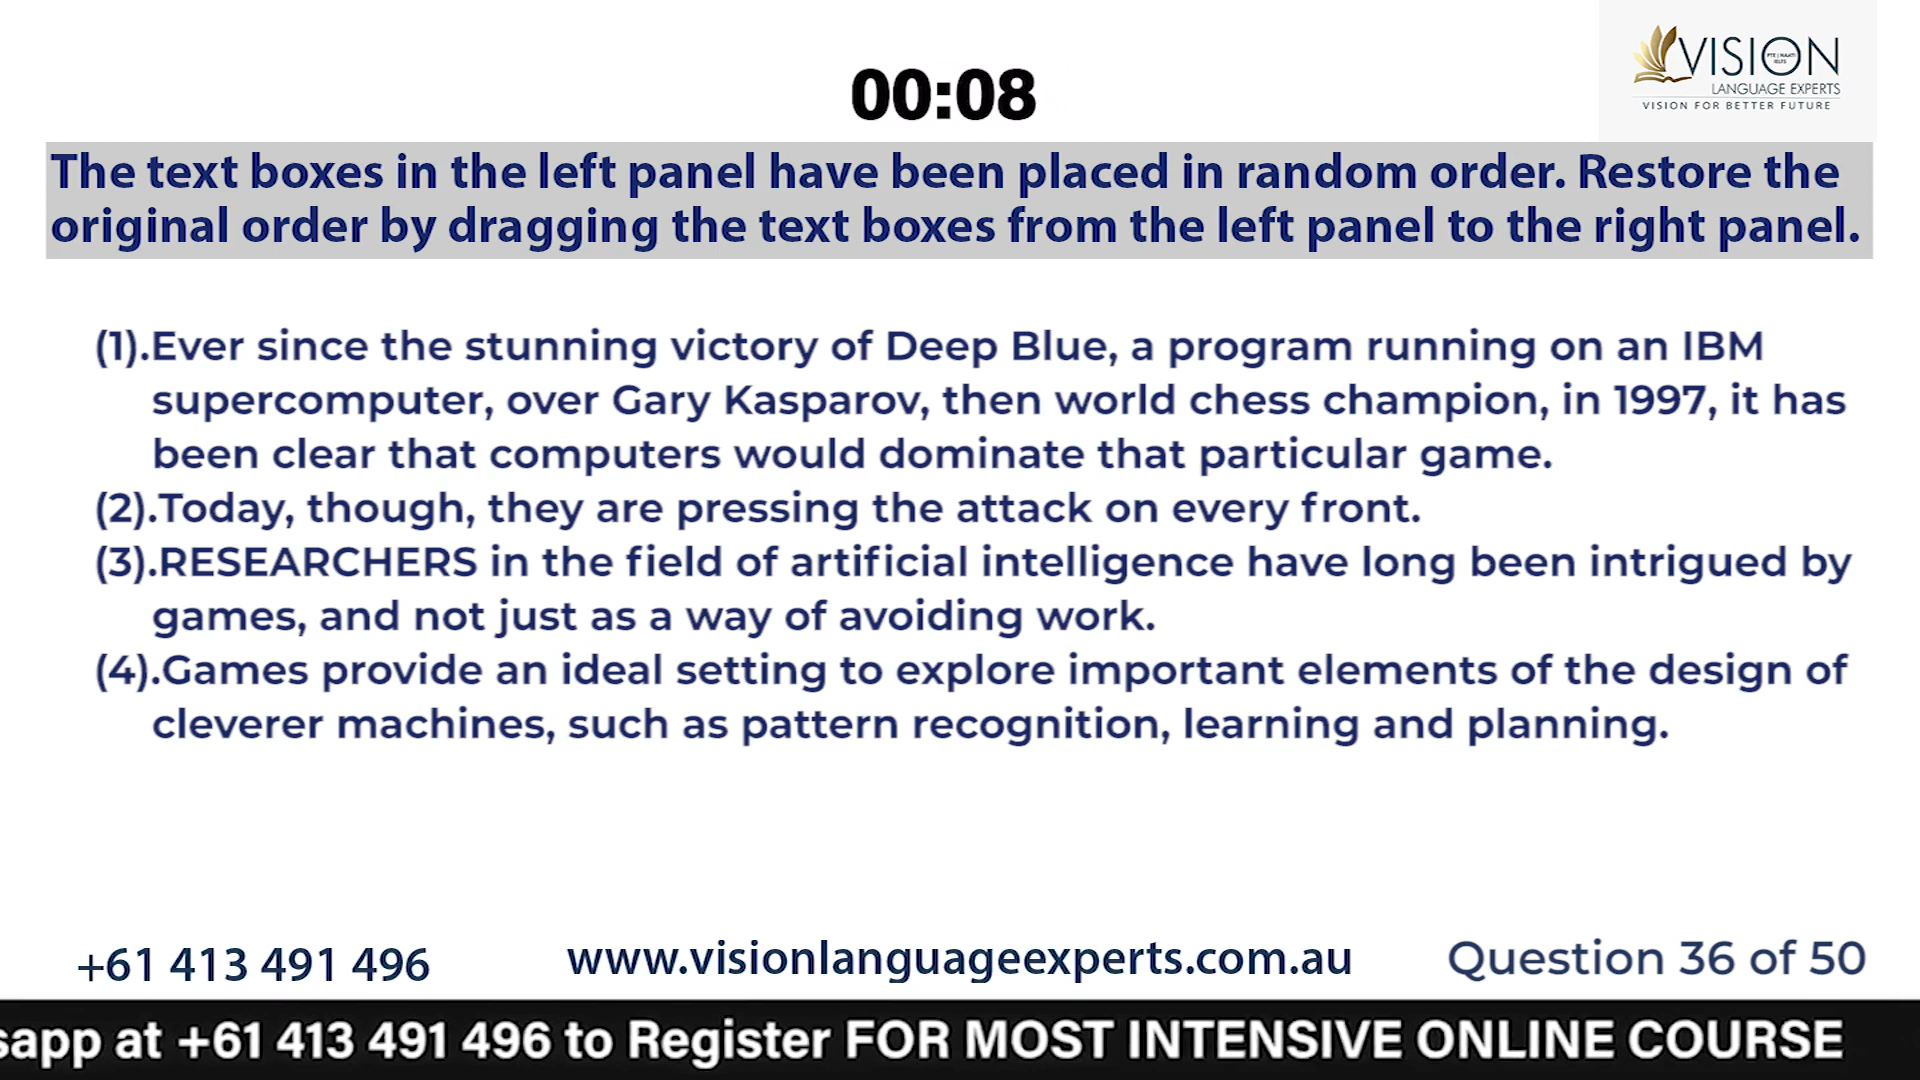 VISION
PTE | NAATI
IELTS
LANGUAGE EXPERTS
VISION FOR BETTER FUTURE
00:08
The text boxes in the left panel have been placed in random order. Restore the
original order by dragging the text boxes from the left panel to the right panel.
(1).Ever since the stunning victory of Deep Blue, a program running on an IBM
supercomputer, over Gary Kasparov, then world chess champion, in 1997, it has
been clear that computers would dominate that particular game.
(2).Today, though, they are pressing the attack on every front.
(3).RESEARCHERS in the field of artificial intelligence have long been intrigued by
games, and not just as a way of avoiding work.
(4).Games provide an ideal setting to explore important elements of the design of
cleverer machines, such as pattern recognition, learning and planning.
+61 413 491 496
www.visionlanguageexperts.com.au
Question 36 of 50
sapp at +61 413 491 496 to Register FOR MOST INTENSIVE ONLINE COURSE